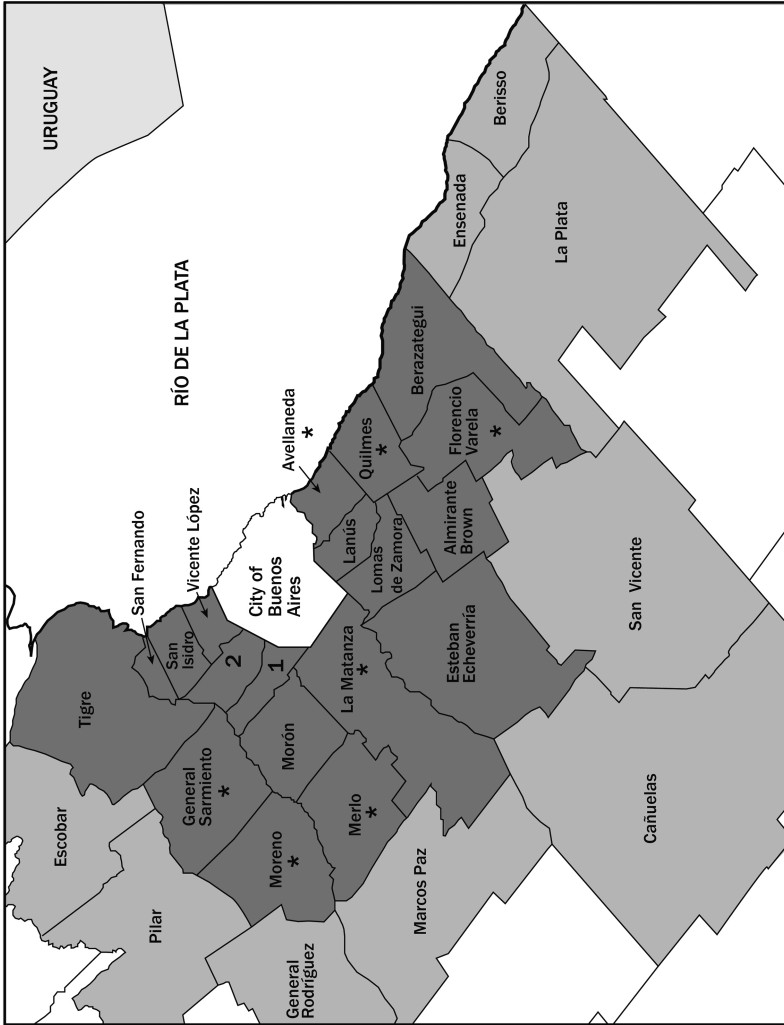 URUGUAY
RÍO DE LA PLATA
San Fernando
Vicente López
Avellaneda
*
Tigre
San
Isidro
2
1
City of
Buenos
Aires
Escobar
General
Sarmiento
*
Morón
La Matanza
*
Lanús
Lomas
de Zamora
Quilmes
*
Berazategui
Florencio
Varela
*
Almirante
Brown
Esteban
Echeverría
Ensenada
Berisso
La Plata
Pilar
Moreno
*
Merlo
*
General
Rodríguez
Marcos Paz
Cañuelas
San Vicente